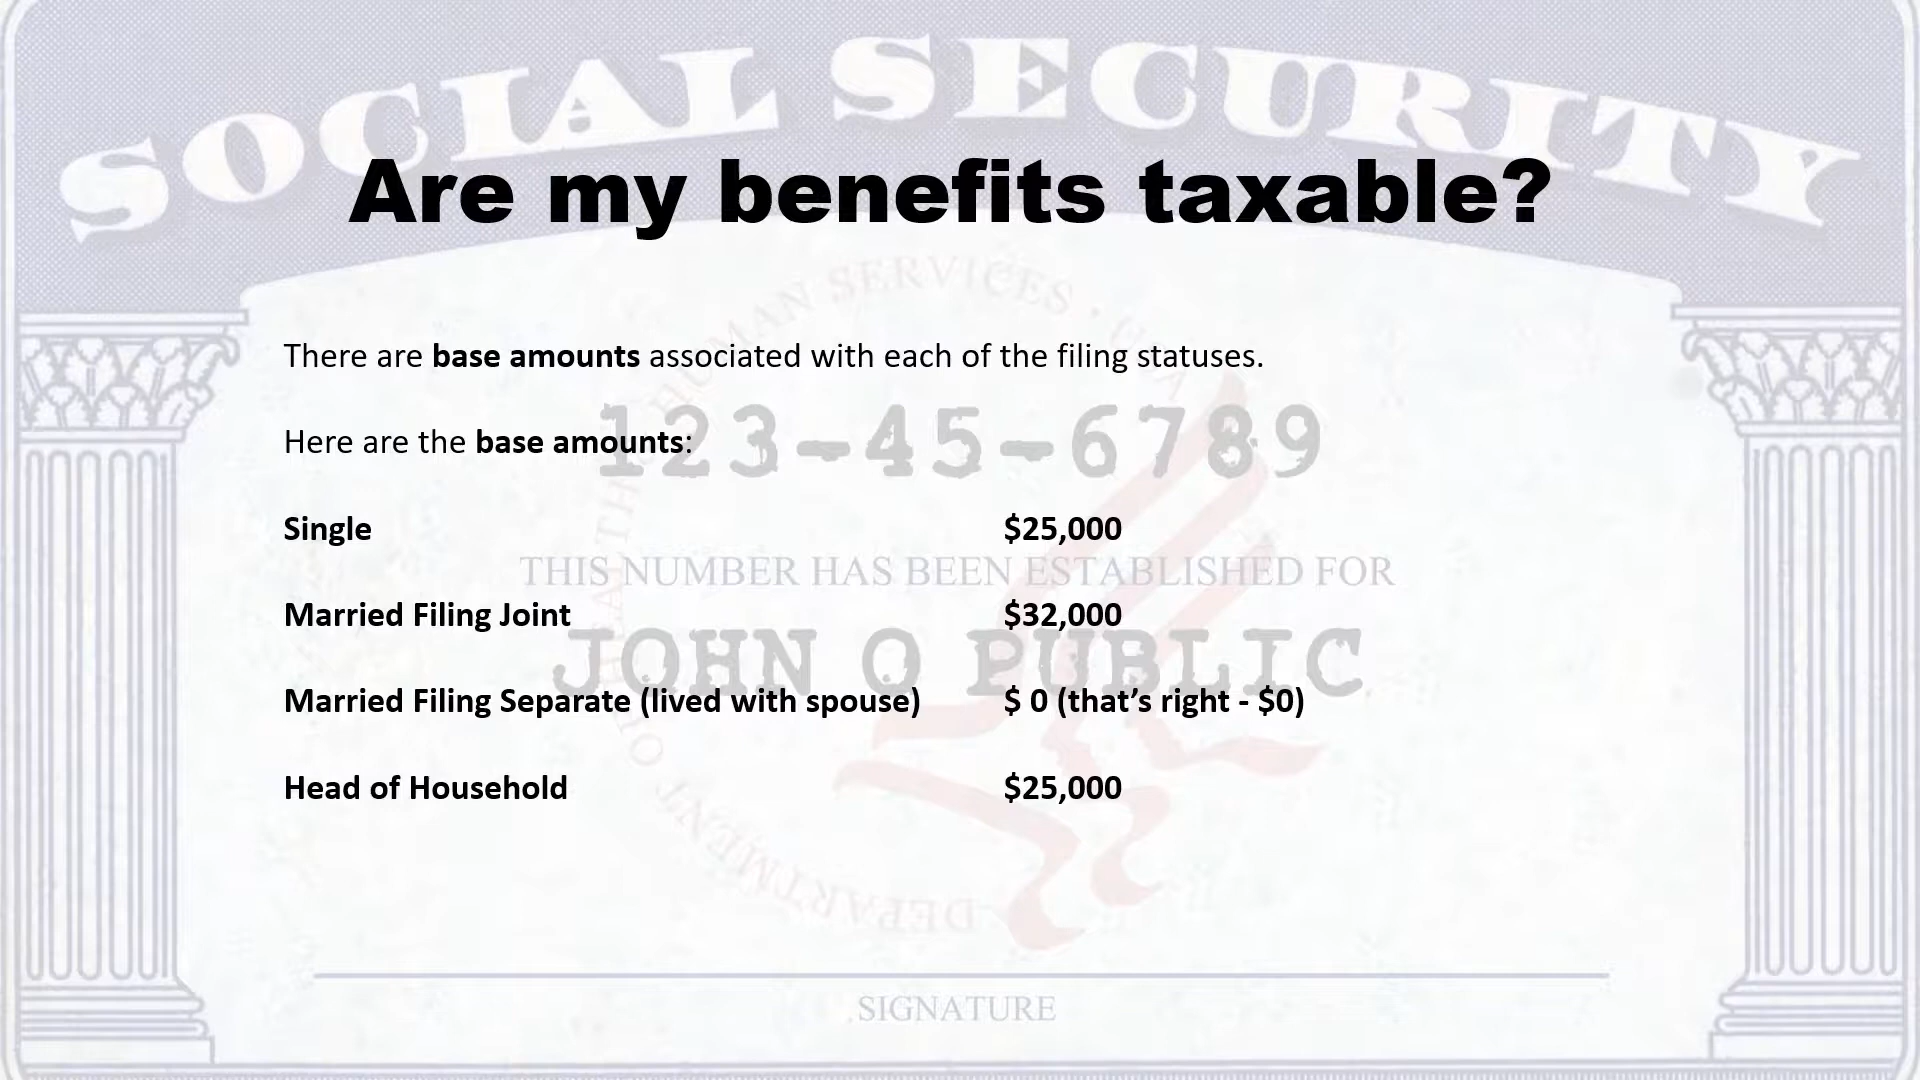 SOCIAL SECURITY
Are my benefits taxable?
HUMAN SERVICES · U
There are base amounts associated with each of the filing statuses.
123-45-6789
Here are the base amounts:
Single $25,000
THIS NUMBER HAS BEEN ESTABLISHED FOR
Married Filing Joint $32,000
JOHN Q PUBLIC
Married Filing Separate (lived with spouse) $ 0 (that’s right - $0)
Head of Household $25,000
DEPARTMENT OF HEALTH
SIGNATURE